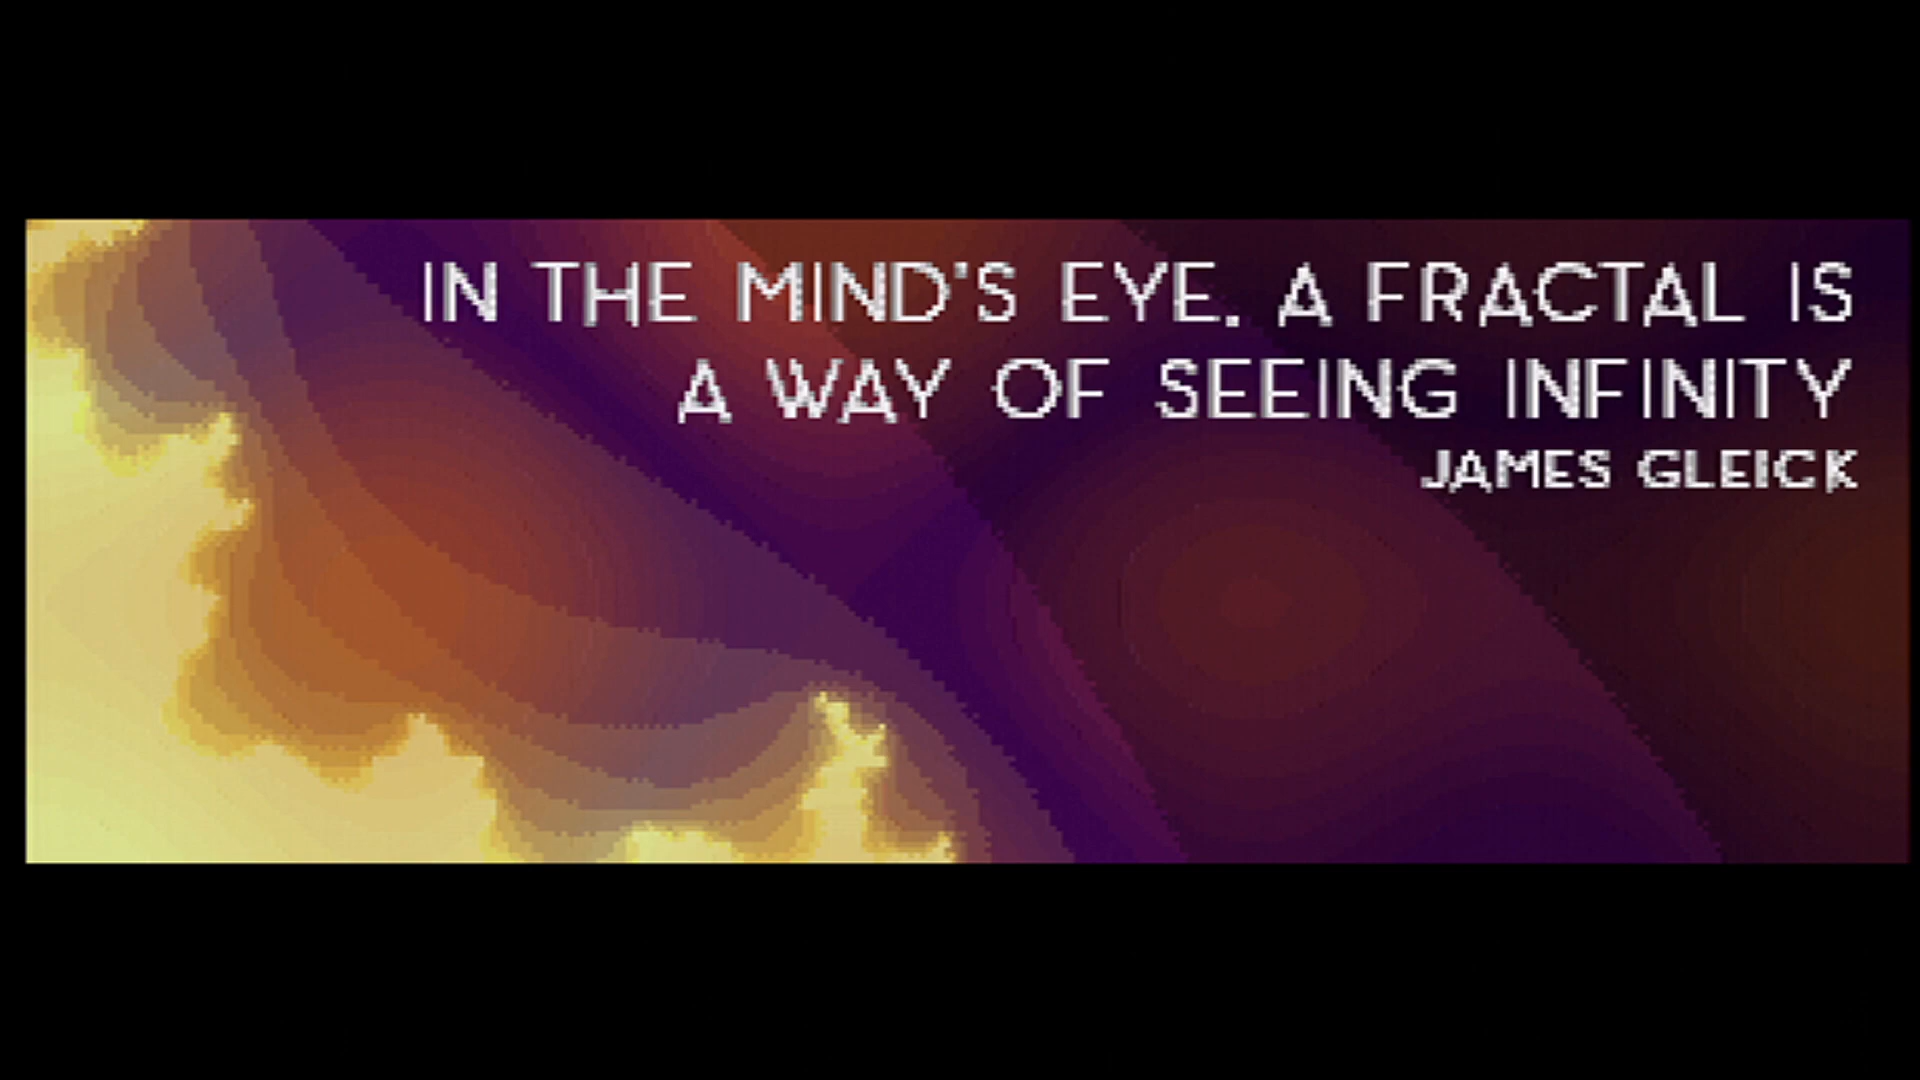 IN THE MIND'S EYE. A FRACTAL IS
A WAY OF SEEING INFINITY
JAMES GLEICK